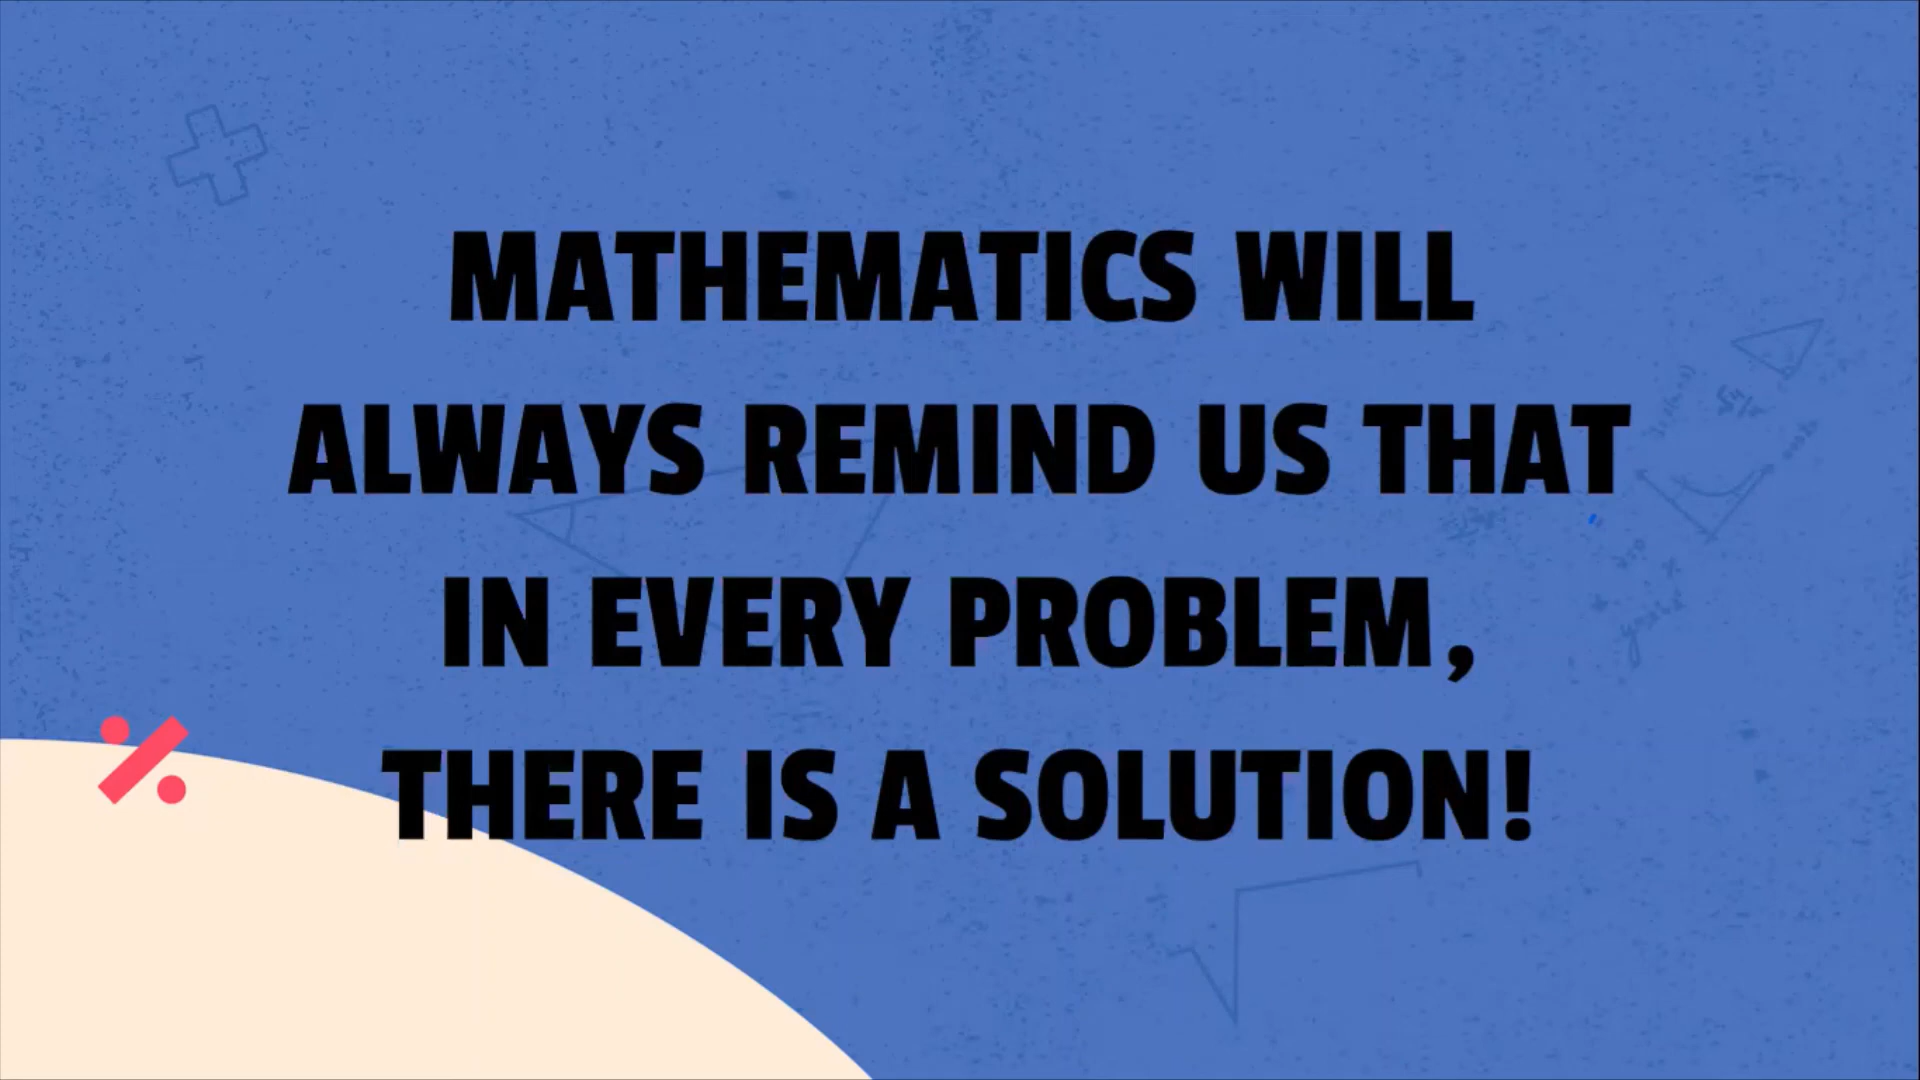 MATHEMATICS WILL
ALWAYS REMIND US THAT
IN EVERY PROBLEM,
THERE IS A SOLUTION!